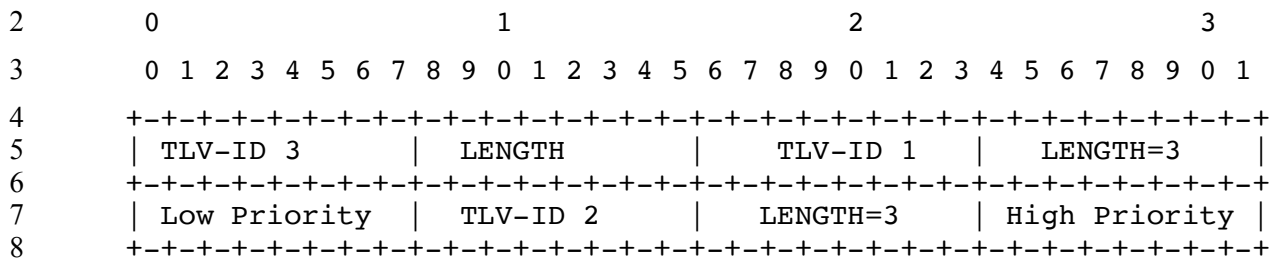 2 0 1 2 3
3 0 1 2 3 4 5 6 7 8 9 0 1 2 3 4 5 6 7 8 9 0 1 2 3 4 5 6 7 8 9 0 1
4 +-+-+-+-+-+-+-+-+-+-+-+-+-+-+-+-+-+-+-+-+-+-+-+-+-+-+-+-+-+-+-+-+
5 | TLV-ID 3 | LENGTH | TLV-ID 1 | LENGTH=3 |
6 +-+-+-+-+-+-+-+-+-+-+-+-+-+-+-+-+-+-+-+-+-+-+-+-+-+-+-+-+-+-+-+-+
7 | Low Priority | TLV-ID 2 | LENGTH=3 | High Priority |
8 +-+-+-+-+-+-+-+-+-+-+-+-+-+-+-+-+-+-+-+-+-+-+-+-+-+-+-+-+-+-+-+-+